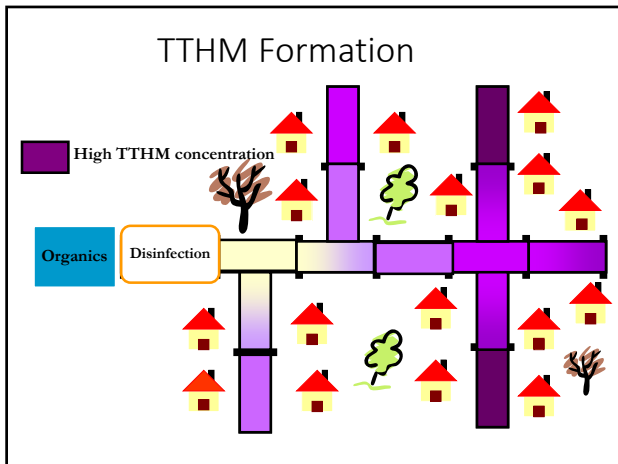 TTHM Formation
High TTHM concentration
Organics
Disinfection